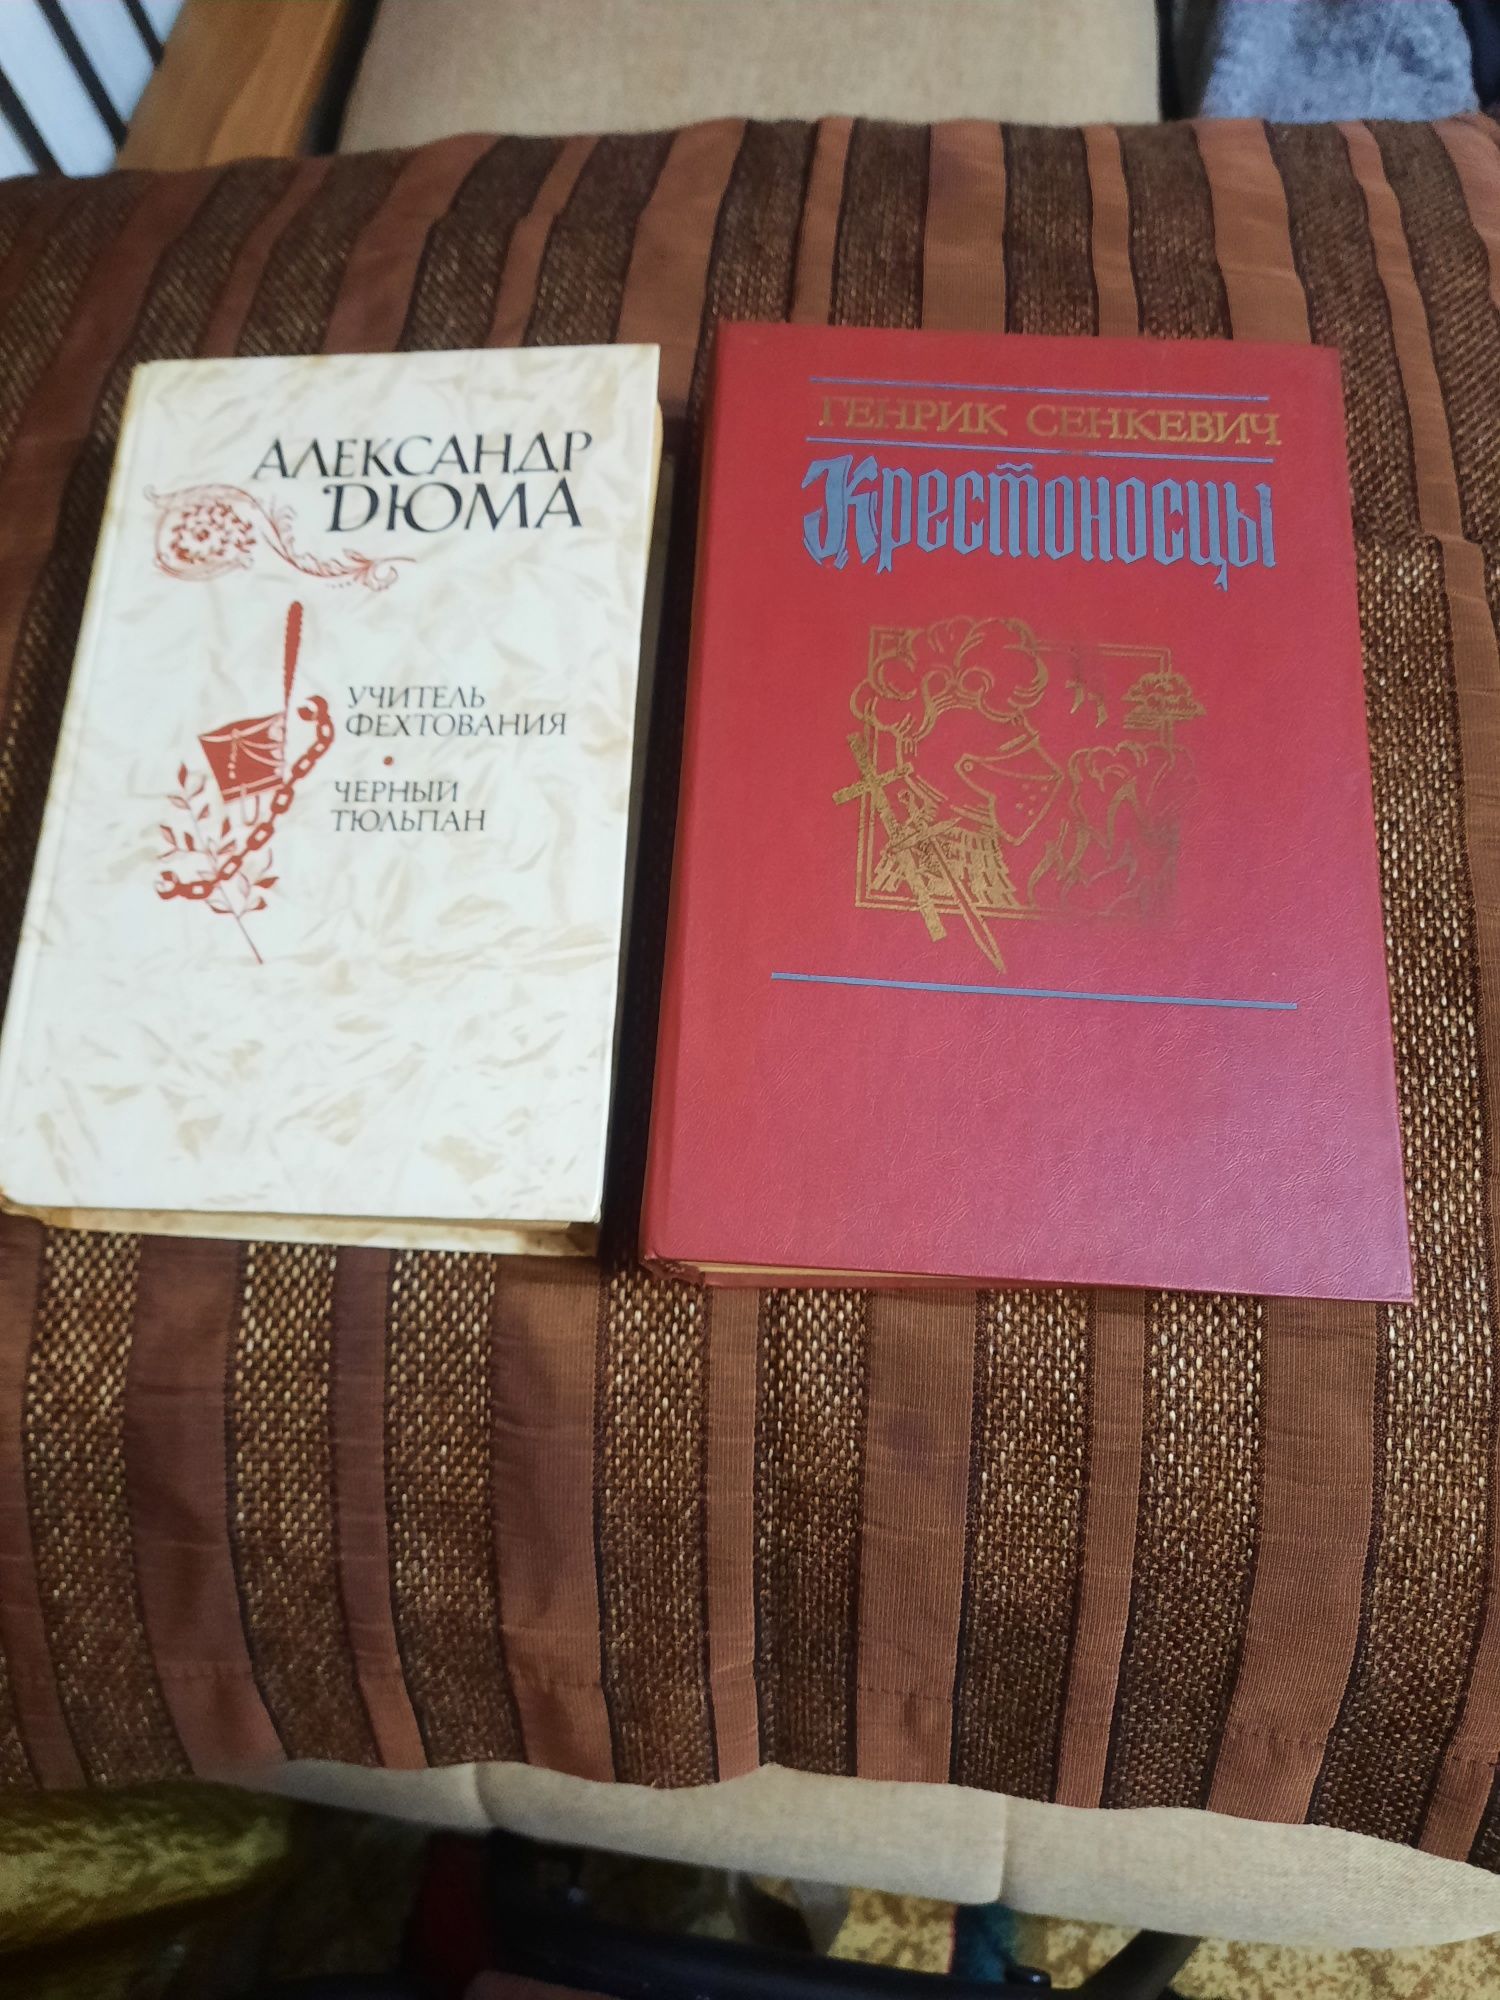 АЛЕКСАНДР
ДЮМА
УЧИТЕЛЬ
ФЕХТОВАНИЯ
•
ЧЕРНЫЙ
ТЮЛЬПАН
ГЕНРИК СЕНКЕВИЧ
Крестоносцы